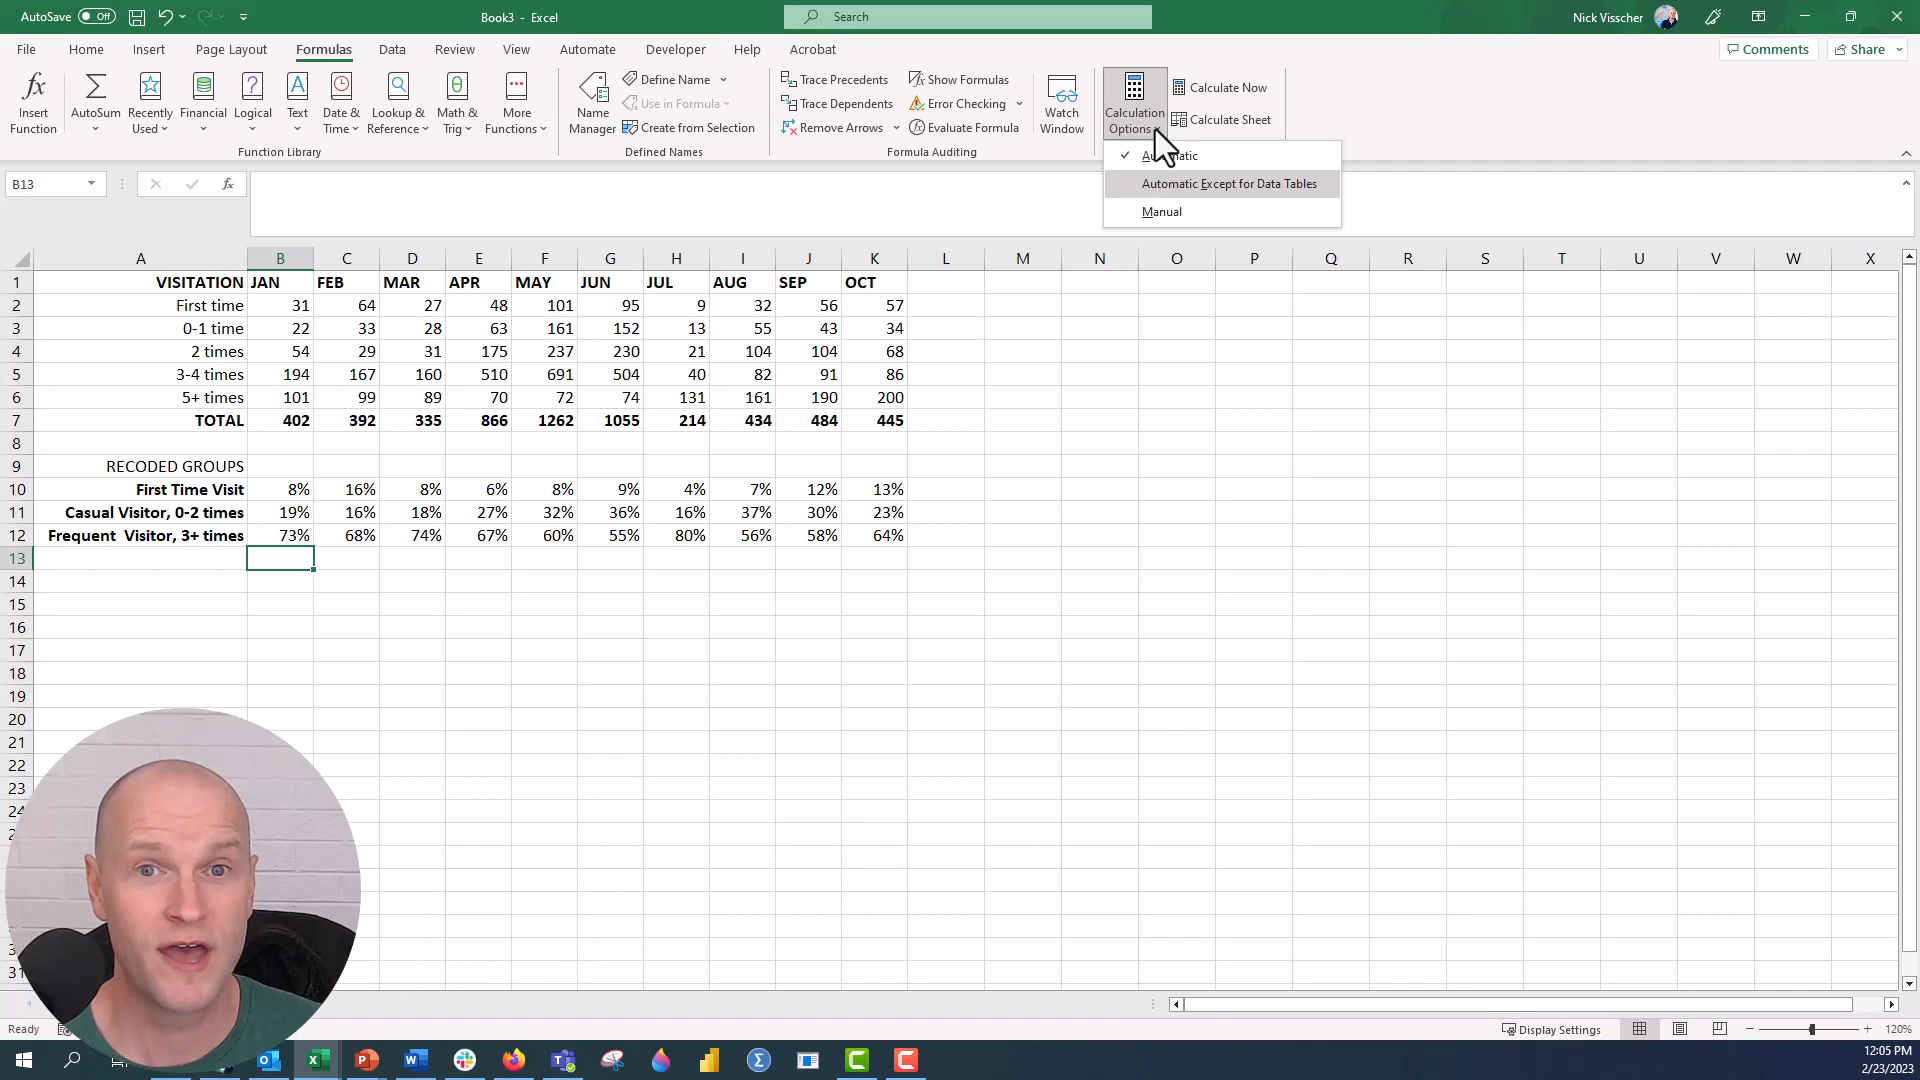 AutoSave Off Book3 - Excel Search Nick Visscher
File Home Insert Page Layout Formulas Data Review View Automate Developer Help Acrobat Comments Share
Insert Function
AutoSum
Recently Used
Financial
Logical
Text
Date & Time
Lookup & Reference
Math & Trig
More Functions
Function Library
Name Manager
Define Name
Use in Formula
Create from Selection
Defined Names
Trace Precedents
Trace Dependents
Remove Arrows
Show Formulas
Error Checking
Evaluate Formula
Formula Auditing
Watch Window
Calculation Options
Calculate Now
Calculate Sheet
Automatic Except for Data Tables
Manual
B13 fx
A B C D E F G H I J K L M N O P Q R S T U V W X
1 VISITATION JAN FEB MAR APR MAY JUN JUL AUG SEP OCT
2 First time 31 64 27 48 101 95 9 32 56 57
3 0-1 time 22 33 28 63 161 152 13 55 43 34
4 2 times 54 29 31 175 237 230 21 104 104 68
5 3-4 times 194 167 160 510 691 504 40 82 91 86
6 5+ times 101 99 89 70 72 74 131 161 190 200
7 TOTAL 402 392 335 866 1262 1055 214 434 484 445
8
9 RECODED GROUPS
10 First Time Visit 8% 16% 8% 6% 8% 9% 4% 7% 12% 13%
11 Casual Visitor, 0-2 times 19% 16% 18% 27% 32% 36% 16% 37% 30% 23%
12 Frequent Visitor, 3+ times 73% 68% 74% 67% 60% 55% 80% 56% 58% 64%
13
14
15
16
17
18
19
20
21
22
23
31
Ready Display Settings 120%
12:05 PM
2/23/2023